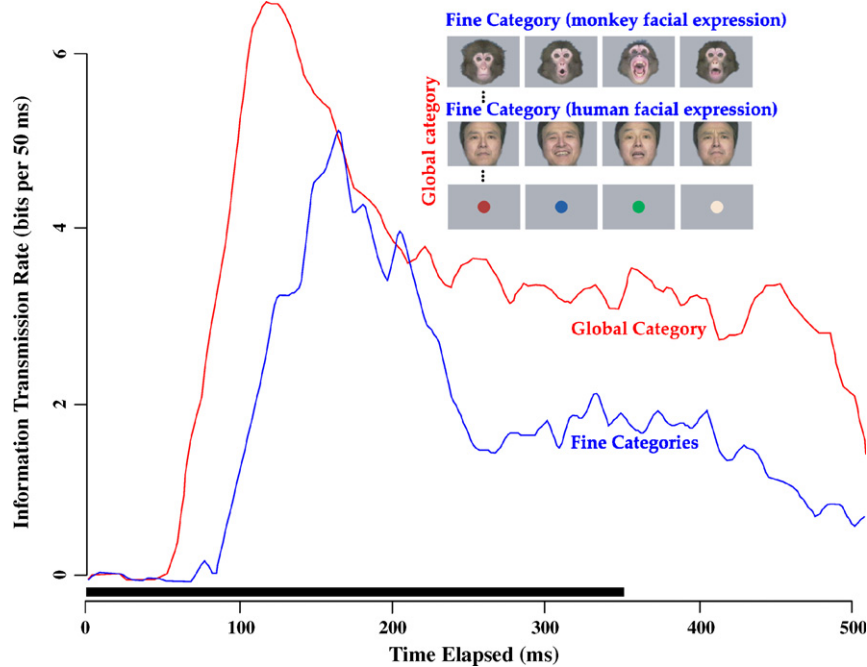 Fine Category (monkey facial expression)
Global category
Fine Category (human facial expression)
Information Transmission Rate (bits per 50 ms)
6
4
2
0
Global Category
Fine Categories
0 100 200 300 400 500
Time Elapsed (ms)